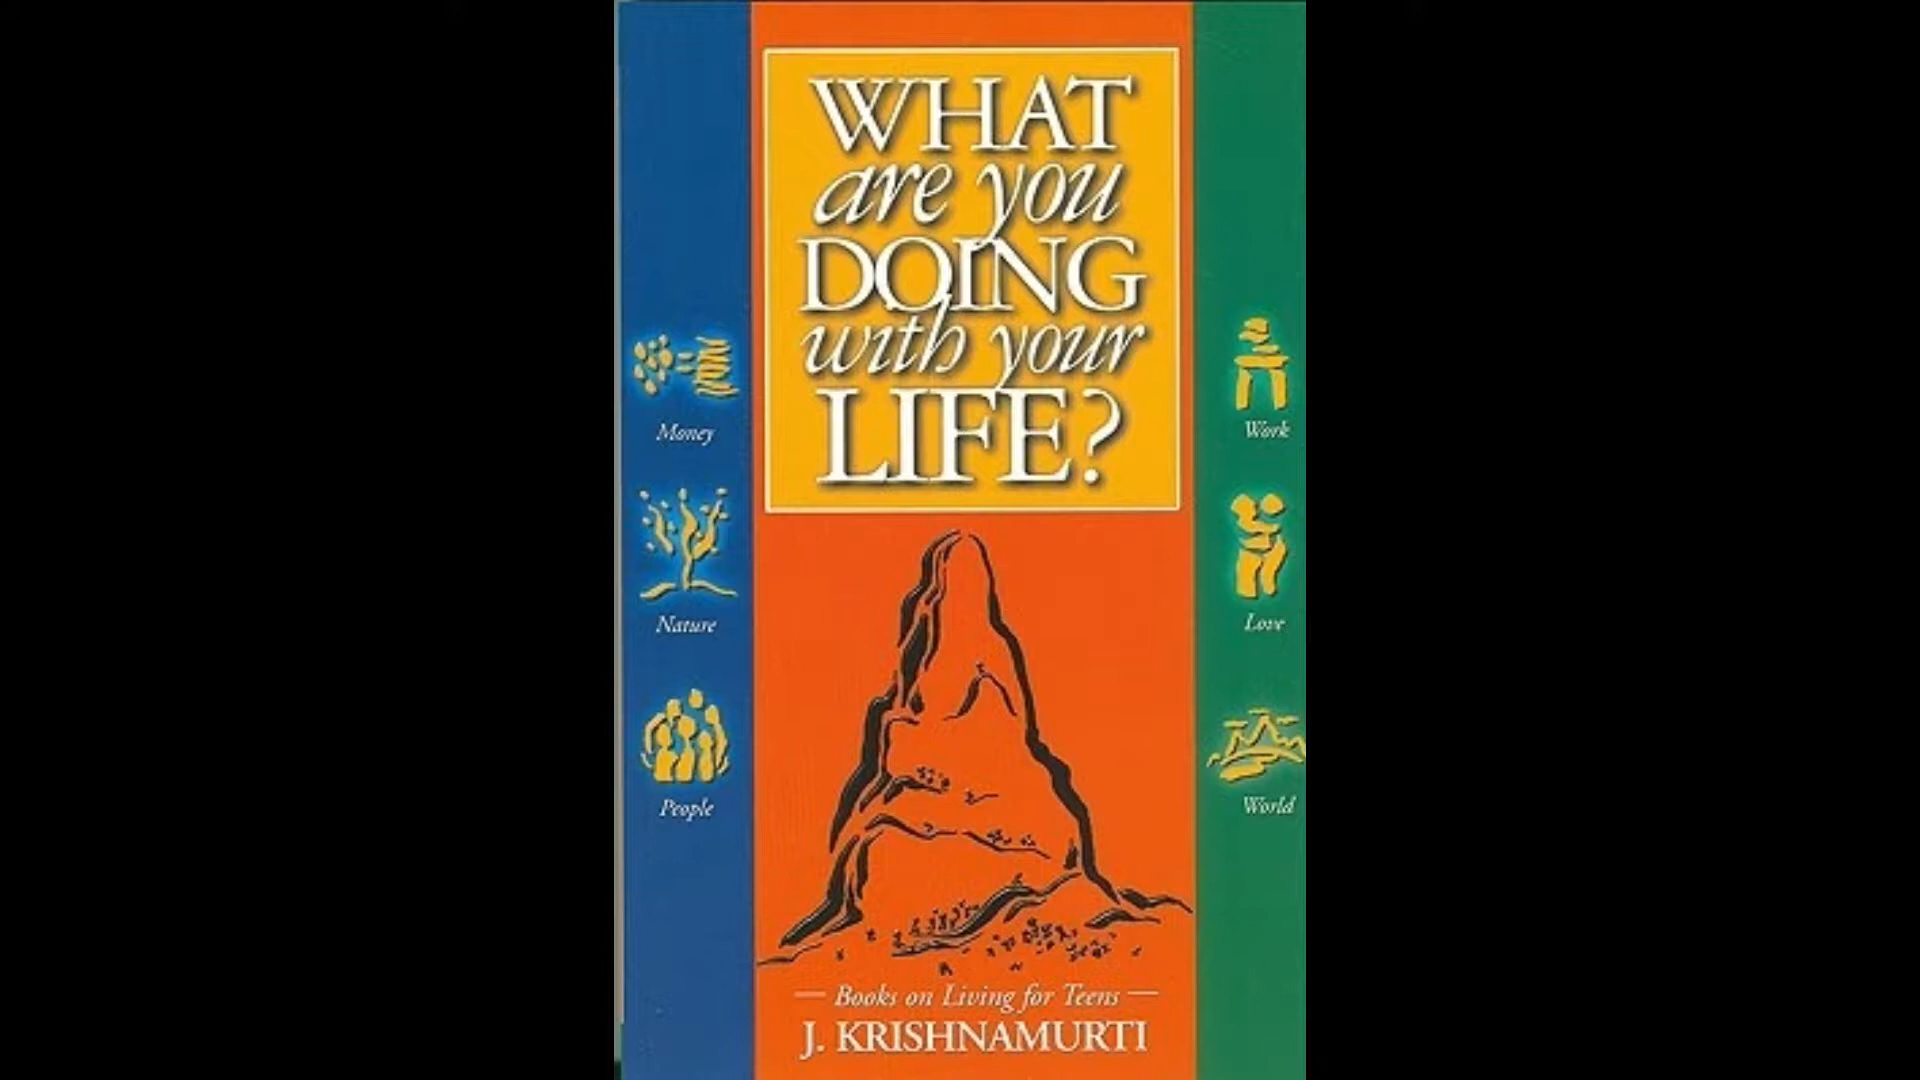 WHAT
are you
DOING
with your
LIFE?
Money
Nature
People
Work
Love
World
— Books on Living for Teens —
J. KRISHNAMURTI